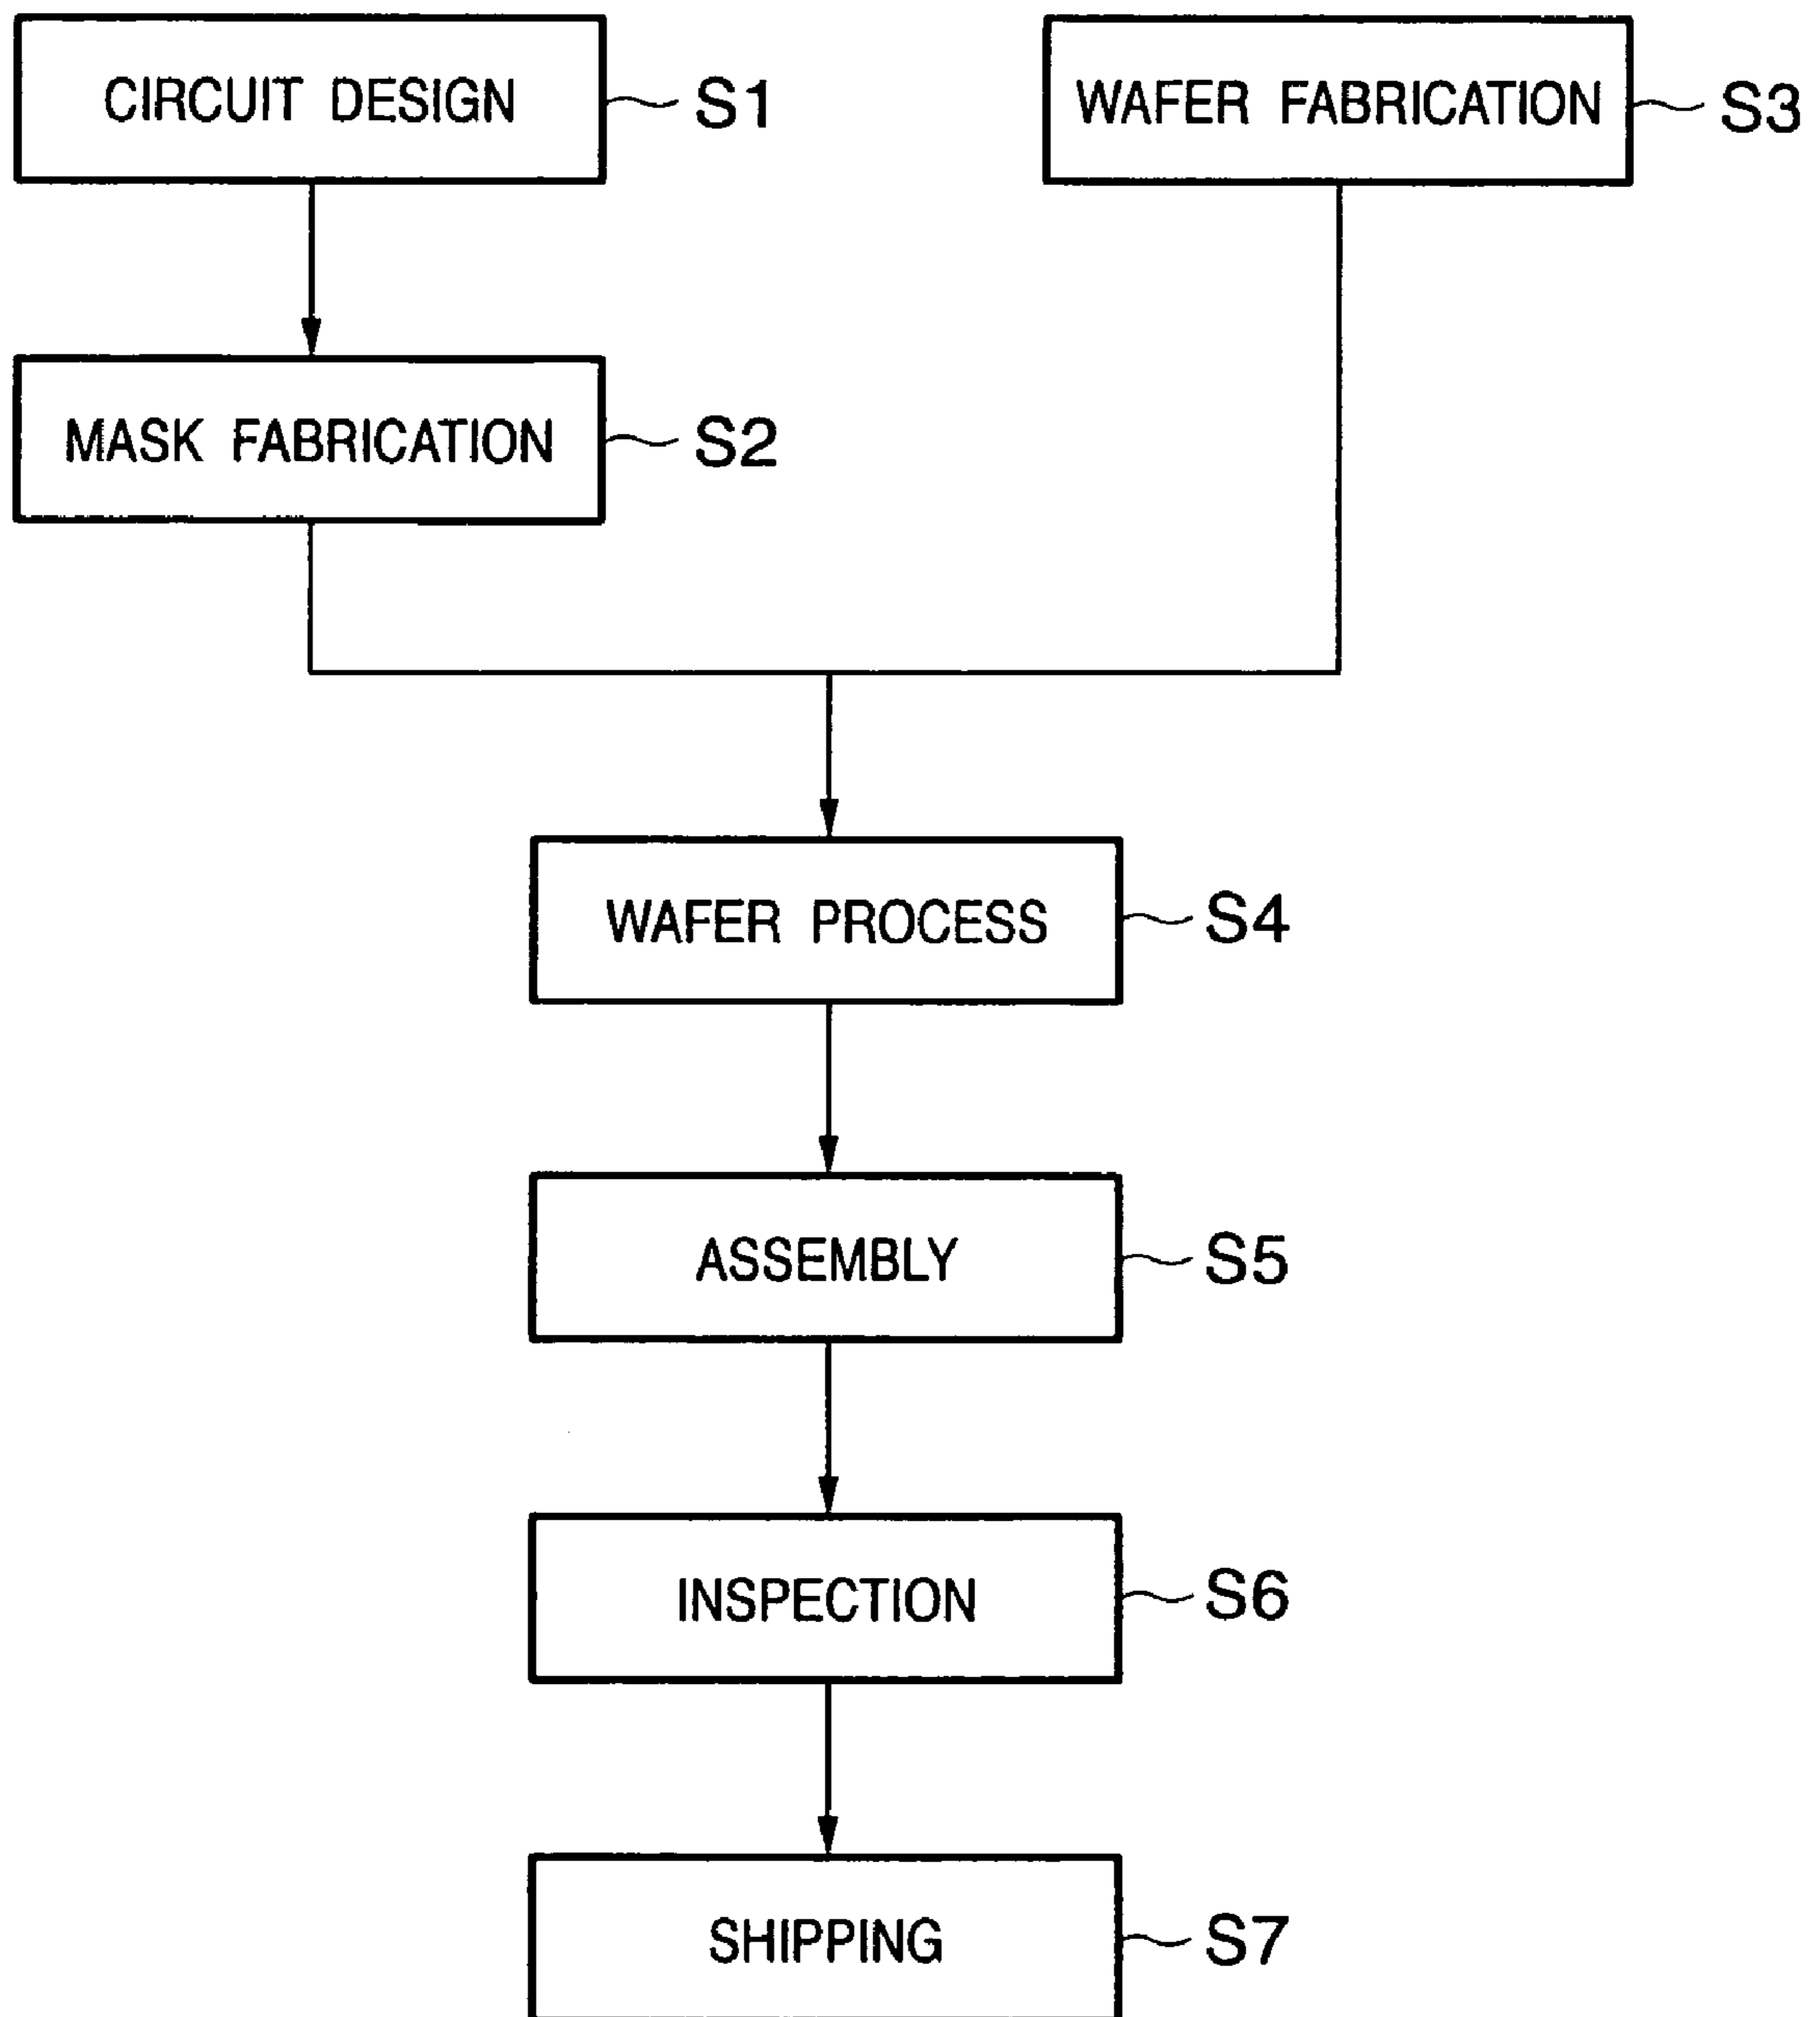 CIRCUIT DESIGN S1
WAFER FABRICATION S3
MASK FABRICATION S2
WAFER PROCESS S4
ASSEMBLY S5
INSPECTION S6
SHIPPING S7